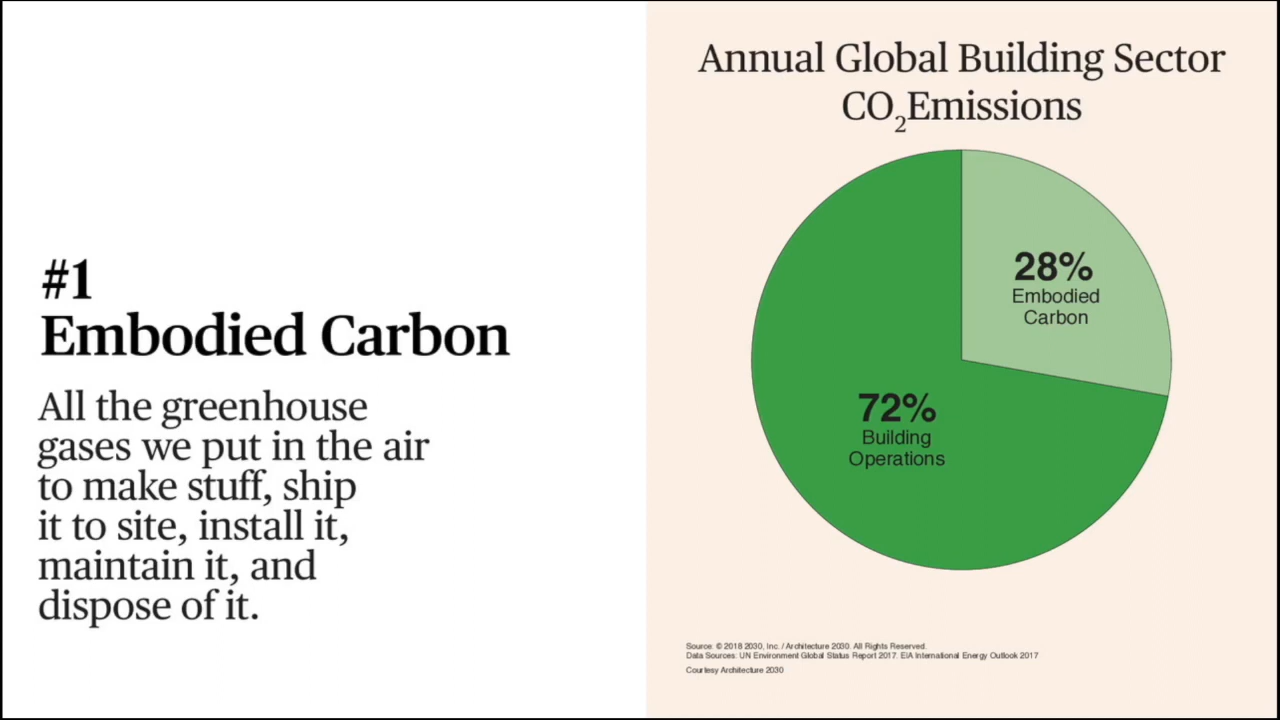 #1
Embodied Carbon
All the greenhouse
gases we put in the air
to make stuff, ship
it to site, install it,
maintain it, and
dispose of it.
Annual Global Building Sector
CO₂Emissions
28%
Embodied
Carbon
72%
Building
Operations
Source: © 2018 2030, Inc. / Architecture 2030. All Rights Reserved.
Data Sources: UN Environment Global Status Report 2017. EIA International Energy Outlook 2017
Courtesy Architecture 2030